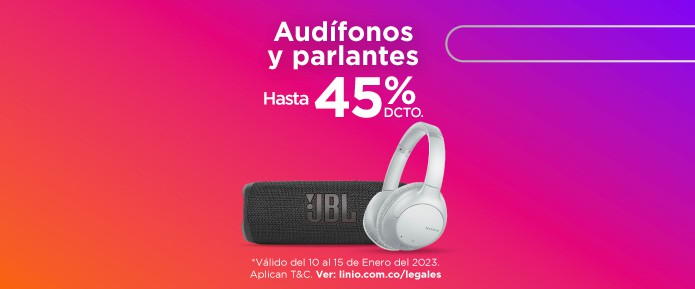 Audífonos
y parlantes
Hasta 45%
DCTO.
JBL
SONY
*Válido del 10 al 15 de Enero del 2023.
Aplican T&C. Ver: linio.com.co/legales